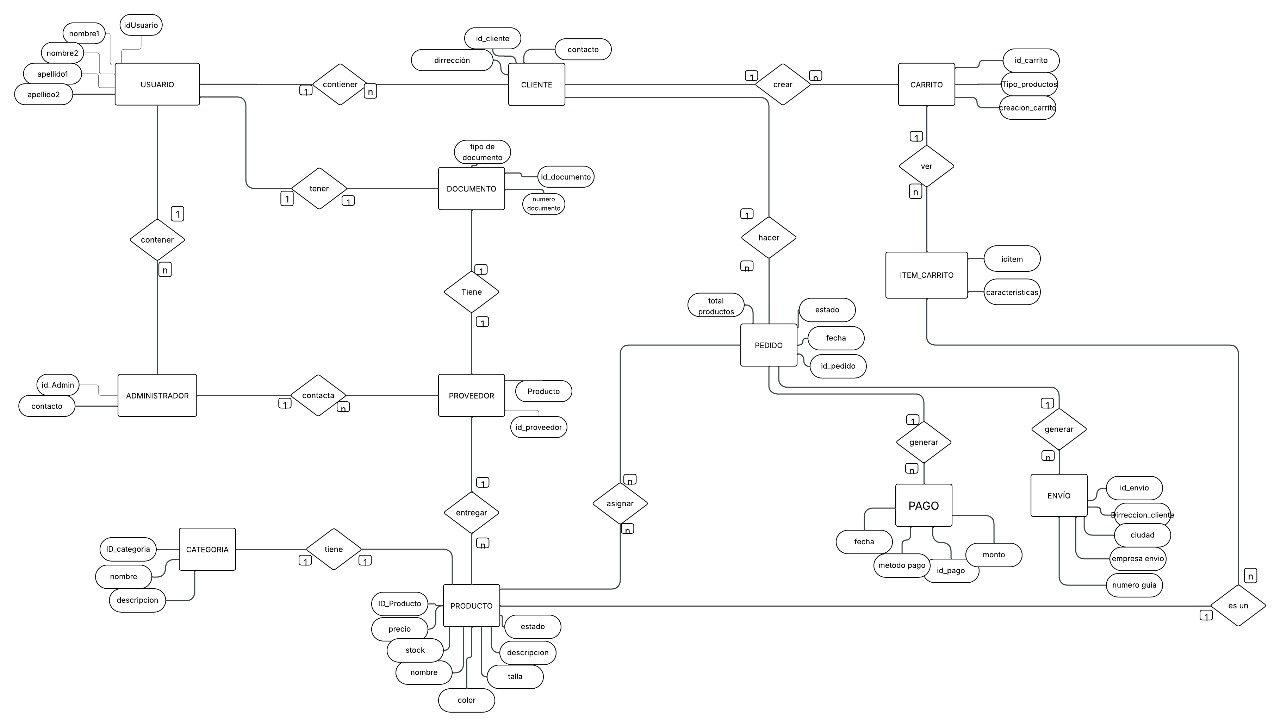 idUsuario
nombre1
nombre2
apellido1
apellido2
USUARIO
1
contiener
n
id_cliente
dirrección
contacto
CLIENTE
1
crear
n
CARRITO
id_carrito
Tipo_productos
creacion_carrito
1
ver
n
1
tener
1
tipo de
documento
DOCUMENTO
id_documento
numero
documento
1
contener
n
1
Tiene
1
1
hacer
n
ITEM_CARRITO
iditem
caracteristicas
total
productos
estado
fecha
id_pedido
PEDIDO
id_Admin
contacto
ADMINISTRADOR
1
contacta
n
PROVEEDOR
Producto
id_proveedor
1
generar
n
1
generar
n
1
entregar
n
n
asignar
n
PAGO
fecha
metodo pago
id_pago
monto
ENVÍO
id_envio
Dirreccion_cliente
ciudad
empresa envio
numero guia
CATEGORIA
ID_categoria
nombre
descripcion
1
tiene
1
n
es un
1
PRODUCTO
ID_Producto
precio
stock
nombre
color
talla
descripcion
estado